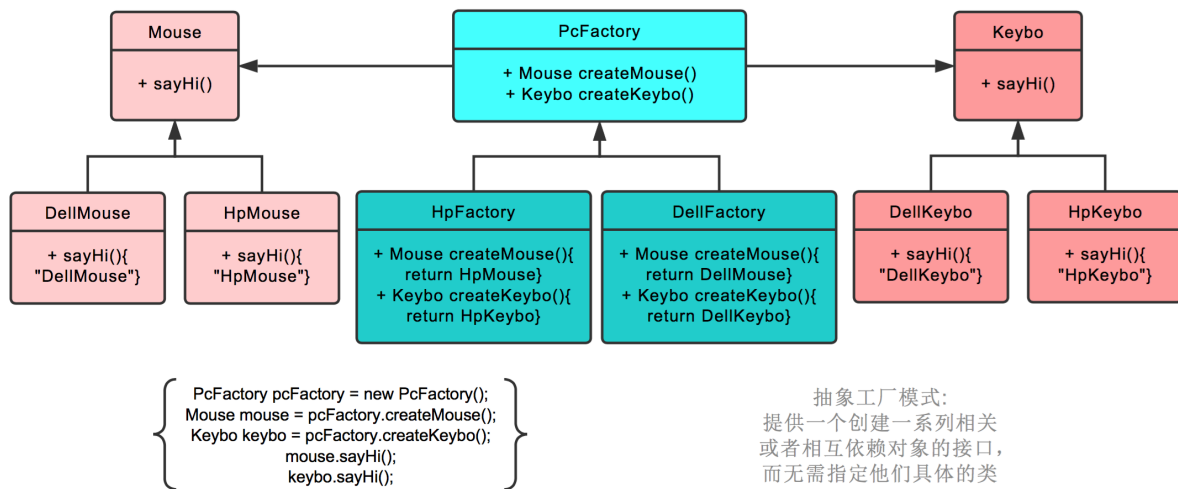 Mouse
+ sayHi()
PcFactory
+ Mouse createMouse()
+ Keybo createKeybo()
Keybo
+ sayHi()
DellMouse
+ sayHi(){
"DellMouse"}
HpMouse
+ sayHi(){
"HpMouse"}
HpFactory
+ Mouse createMouse(){
return HpMouse}
+ Keybo createKeybo(){
return HpKeybo}
DellFactory
+ Mouse createMouse(){
return DellMouse}
+ Keybo createKeybo(){
return DellKeybo}
DellKeybo
+ sayHi(){
"DellKeybo"}
HpKeybo
+ sayHi(){
"HpKeybo"}
PcFactory pcFactory = new PcFactory();
Mouse mouse = pcFactory.createMouse();
Keybo keybo = pcFactory.createKeybo();
mouse.sayHi();
keybo.sayHi();
抽象工厂模式:
提供一个创建一系列相关
或者相互依赖对象的接口，
而无需指定他们具体的类